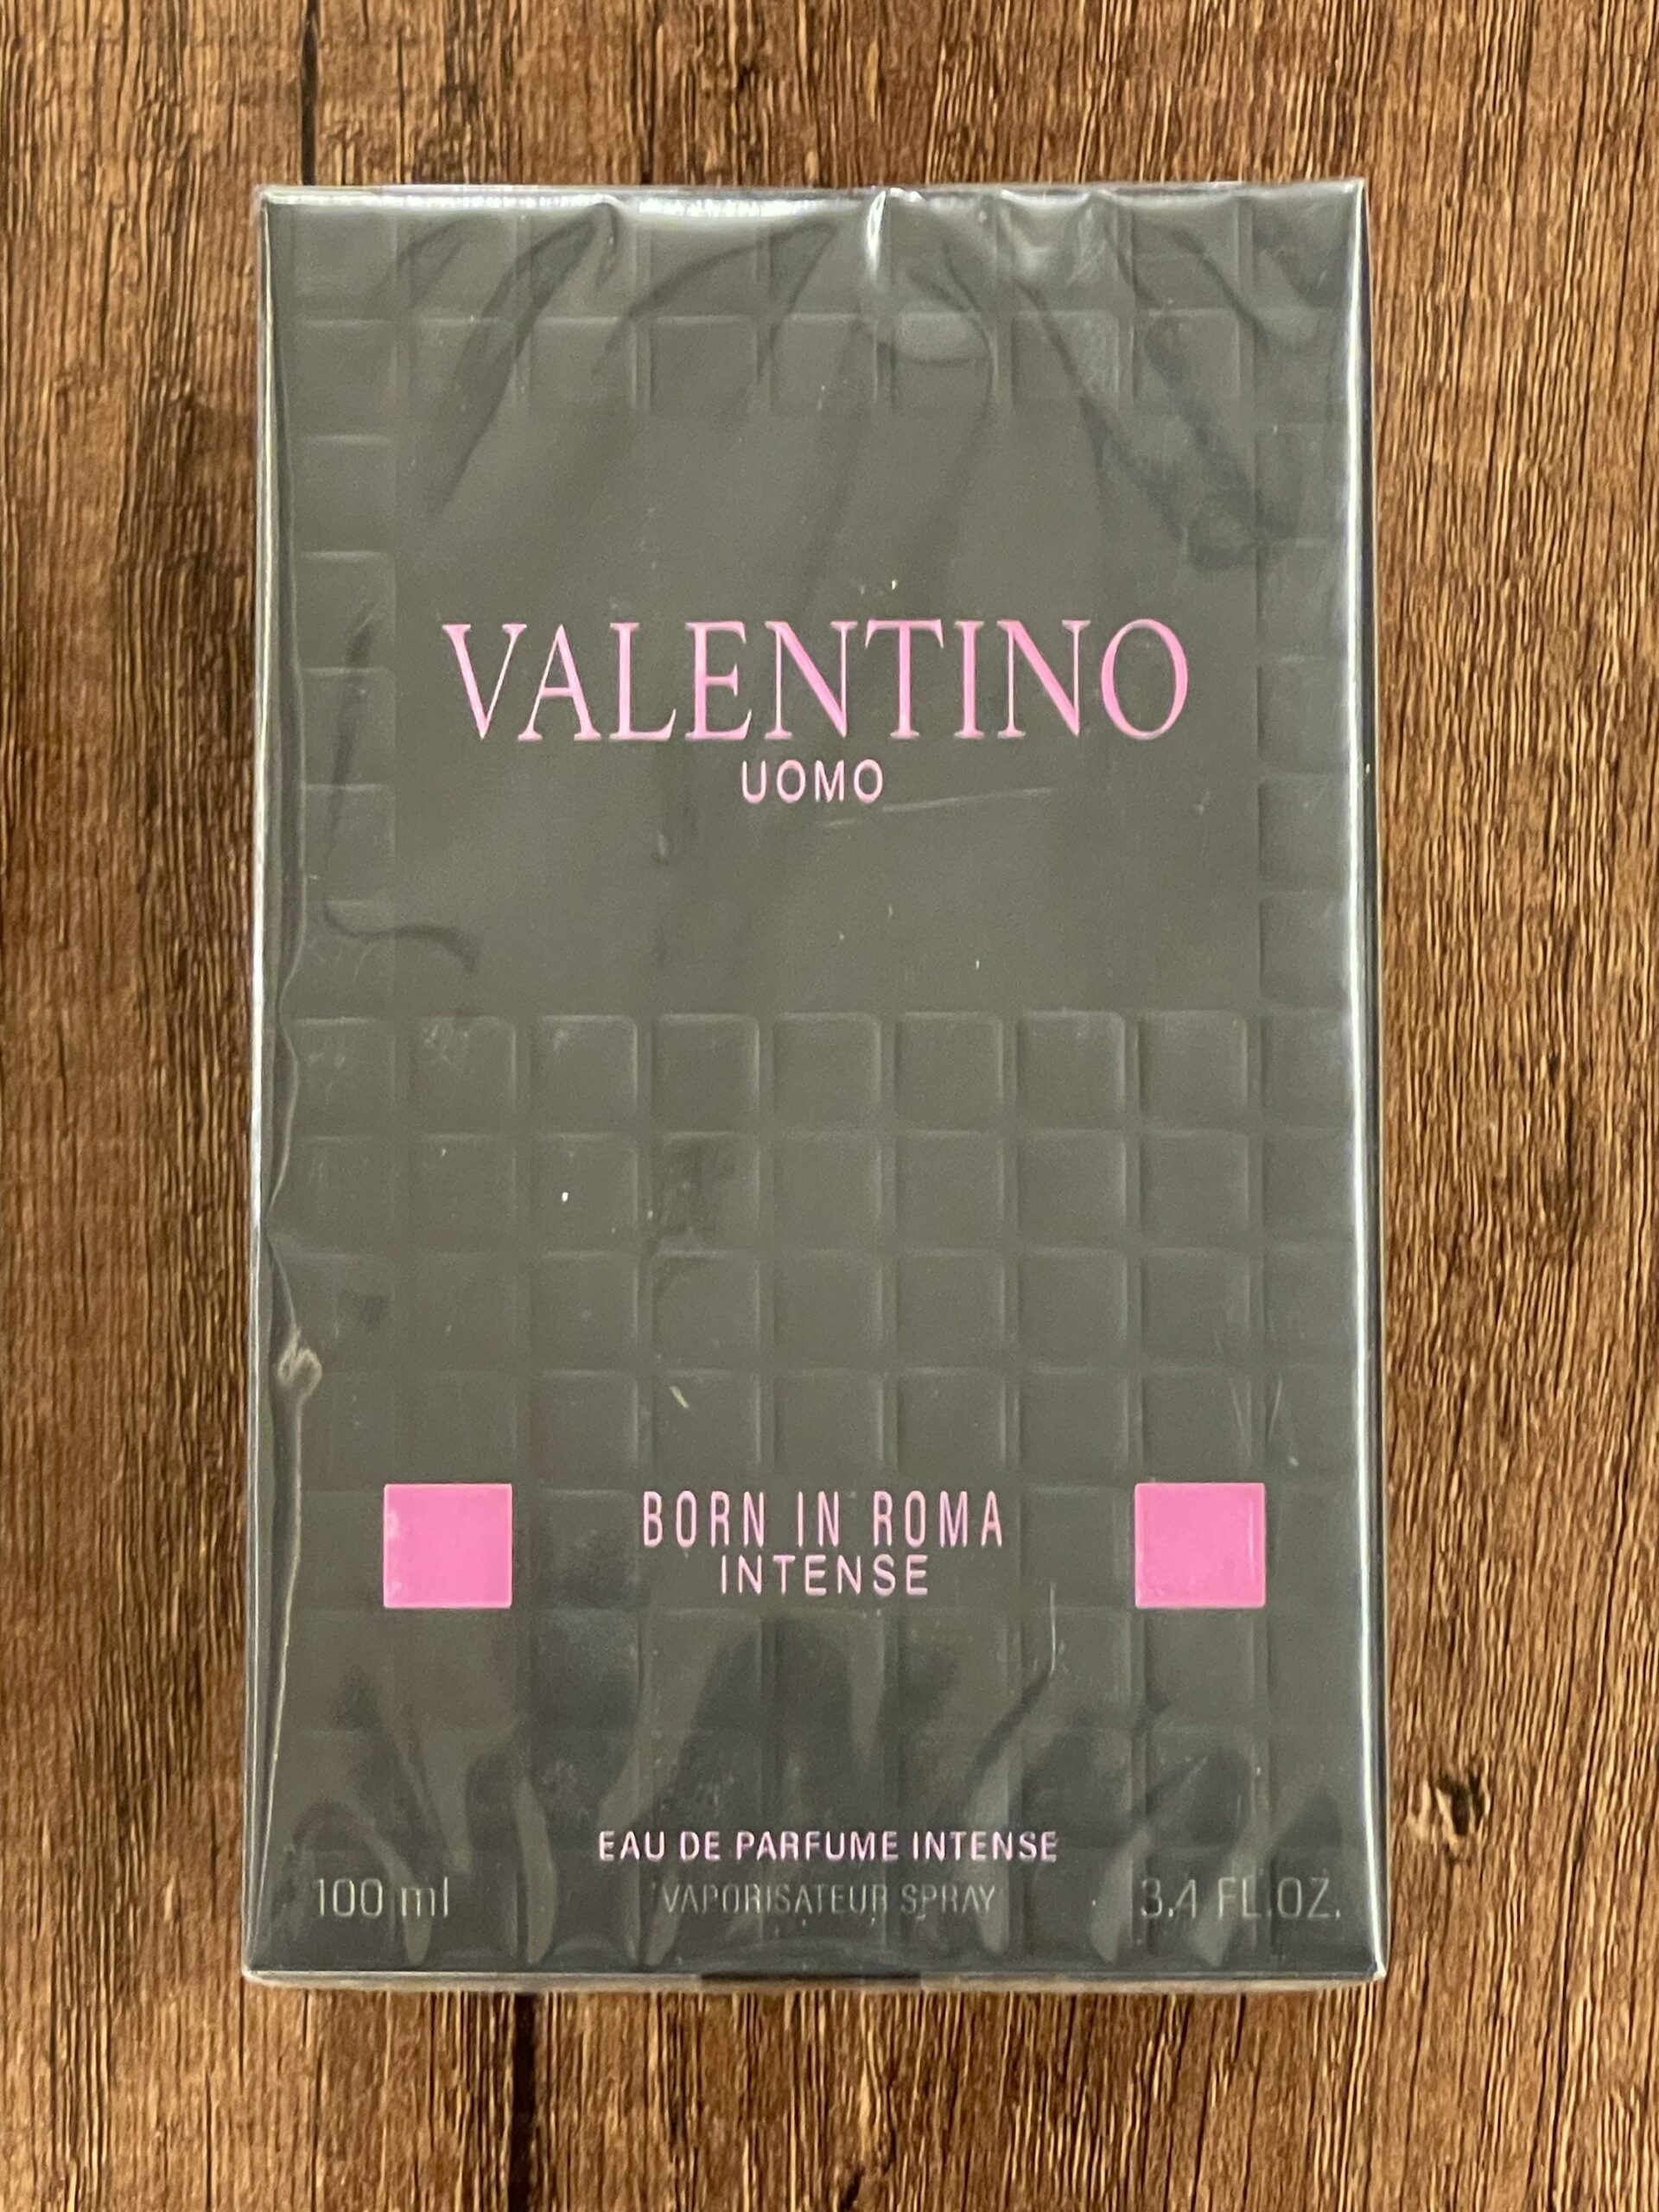 VALENTINO
UOMO
BORN IN ROMA
INTENSE
EAU DE PARFUME INTENSE
100 ml VAPORISATEUR SPRAY 3.4 FL.OZ.